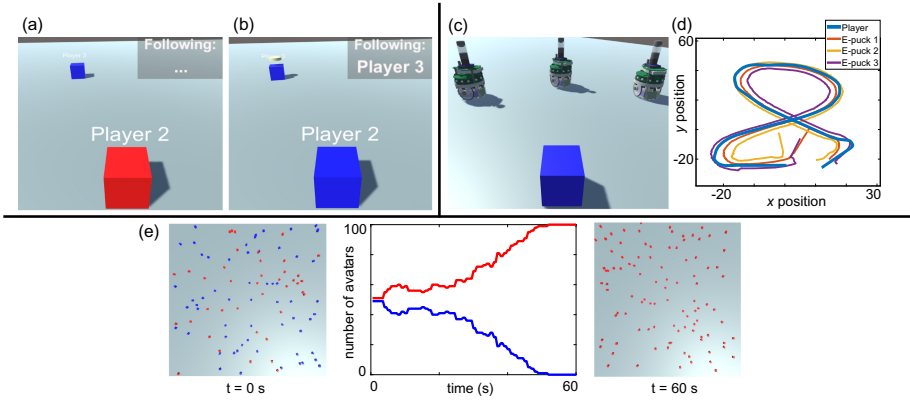 (a)
Following:
...
Player 2
(b)
Following:
Player 3
Player 2
(c)
(d)
Player
E-puck 1
E-puck 2
E-puck 3
60
-20
y position
-20
30
x position
(e)
t = 0 s
100
0
number of avatars
0
60
time (s)
t = 60 s